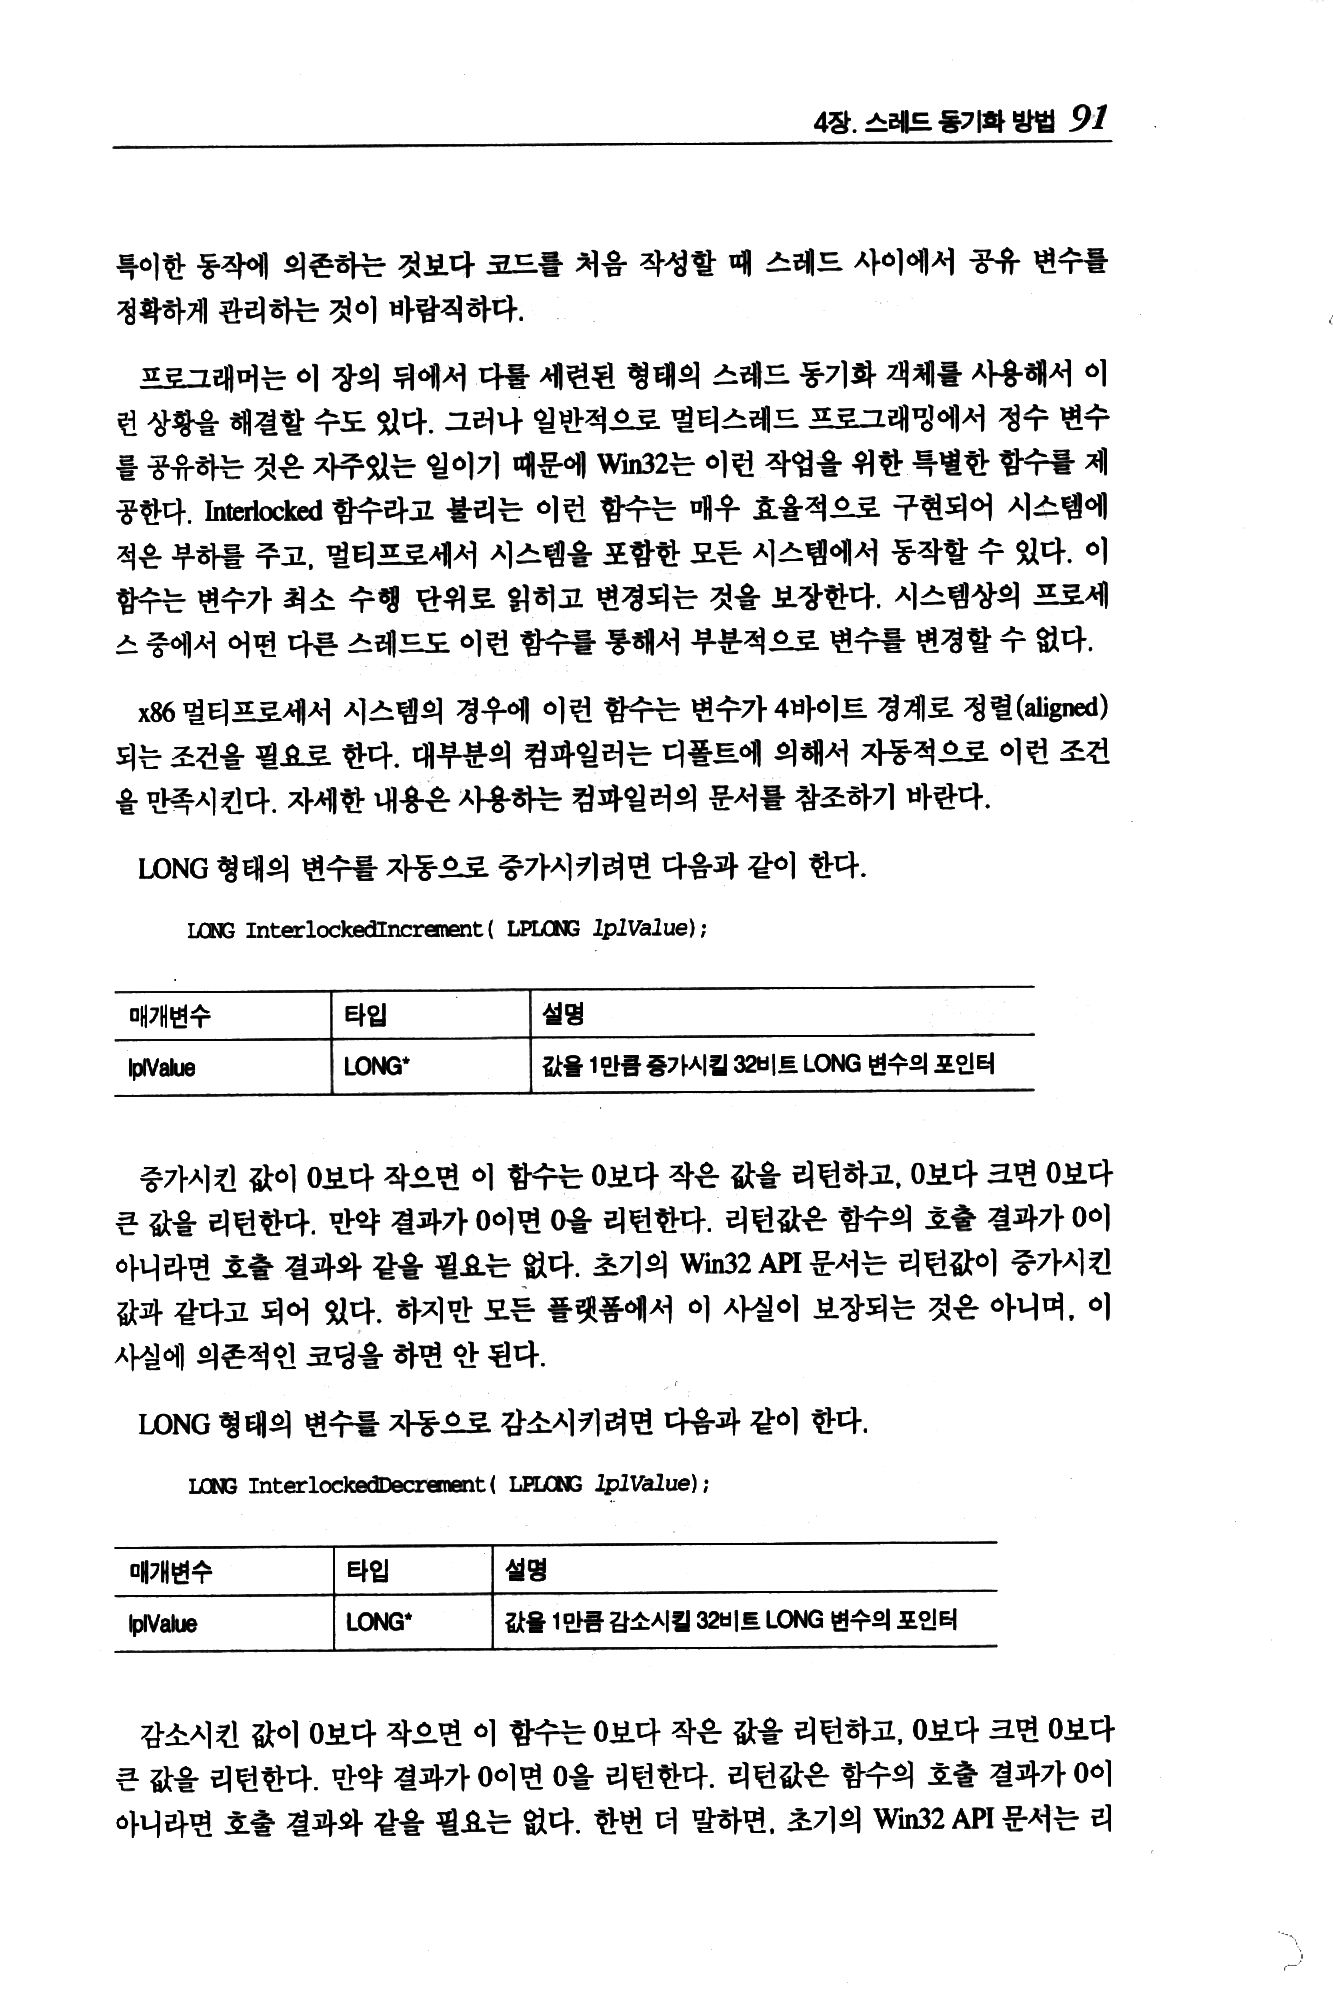 4장. 스레드 동기화 방법 91
특이한 동작에 의존하는 것보다 코드를 처음 작성할 때 스레드 사이에서 공유 변수를
정확하게 관리하는 것이 바람직하다.
프로그래머는 이 장의 뒤에서 다룰 세련된 형태의 스레드 동기화 객체를 사용해서 이
런 상황을 해결할 수도 있다. 그러나 일반적으로 멀티스레드 프로그래밍에서 정수 변수
를 공유하는 것은 자주있는 일이기 때문에 Win32는 이런 작업을 위한 특별한 함수를 제
공한다. Interlocked 함수라고 불리는 이런 함수는 매우 효율적으로 구현되어 시스템에
적은 부하를 주고, 멀티프로세서 시스템을 포함한 모든 시스템에서 동작할 수 있다. 이
함수는 변수가 최소 수행 단위로 읽히고 변경되는 것을 보장한다. 시스템상의 프로세
스 중에서 어떤 다른 스레드도 이런 함수를 통해서 부분적으로 변수를 변경할 수 없다.
x86 멀티프로세서 시스템의 경우에 이런 함수는 변수가 4바이트 경계로 정렬(aligned)
되는 조건을 필요로 한다. 대부분의 컴파일러는 디폴트에 의해서 자동적으로 이런 조건
을 만족시킨다. 자세한 내용은 사용하는 컴파일러의 문서를 참조하기 바란다.
LONG 형태의 변수를 자동으로 증가시키려면 다음과 같이 한다.
LONG InterlockedIncrement( LPLONG lplValue);
매개변수 타입 설명
lplValue LONG* 값을 1만큼 증가시킬 32비트 LONG 변수의 포인터
증가시킨 값이 0보다 작으면 이 함수는 0보다 작은 값을 리턴하고, 0보다 크면 0보다
큰 값을 리턴한다. 만약 결과가 0이면 0을 리턴한다. 리턴값은 함수의 호출 결과가 0이
아니라면 호출 결과와 같을 필요는 없다. 초기의 Win32 API 문서는 리턴값이 증가시킨
값과 같다고 되어 있다. 하지만 모든 플랫폼에서 이 사실이 보장되는 것은 아니며, 이
사실에 의존적인 코딩을 하면 안 된다.
LONG 형태의 변수를 자동으로 감소시키려면 다음과 같이 한다.
LONG InterlockedDecrement( LPLONG lplValue);
매개변수 타입 설명
lplValue LONG* 값을 1만큼 감소시킬 32비트 LONG 변수의 포인터
감소시킨 값이 0보다 작으면 이 함수는 0보다 작은 값을 리턴하고, 0보다 크면 0보다
큰 값을 리턴한다. 만약 결과가 0이면 0을 리턴한다. 리턴값은 함수의 호출 결과가 0이
아니라면 호출 결과와 같을 필요는 없다. 한번 더 말하면, 초기의 Win32 API 문서는 리